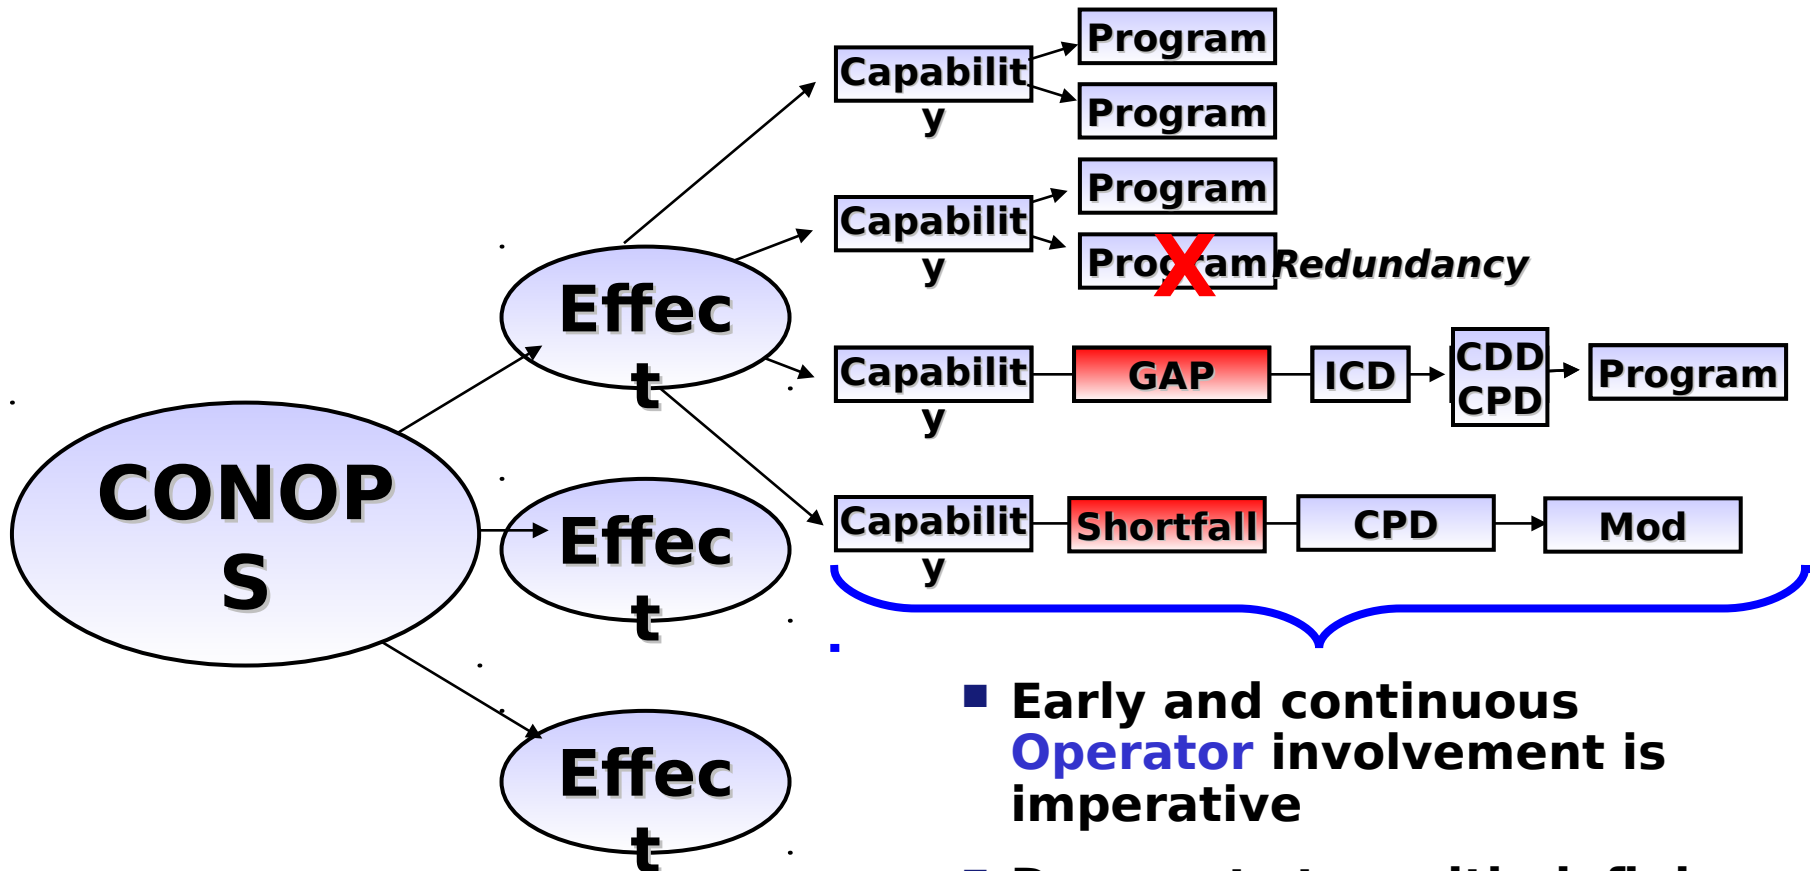 CONOP
S
Effec
t
Effec
t
Effec
t
Capabilit
y
Program
Program
Capabilit
y
Program
Program
X
Redundancy
Capabilit
y
GAP
ICD
CDD
CPD
Program
Capabilit
y
Shortfall
CPD
Mod
Early and continuous
Operator involvement is
imperative